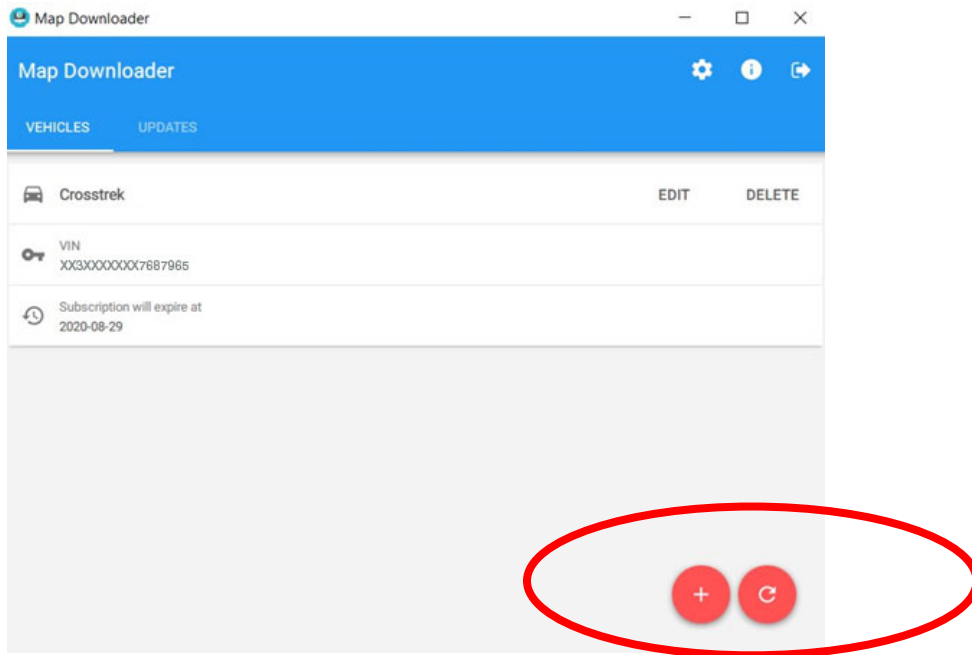 Map Downloader
Map Downloader
VEHICLES UPDATES
Crosstrek EDIT DELETE
VIN
XX3XXXXXXX7687965
Subscription will expire at
2020-08-29